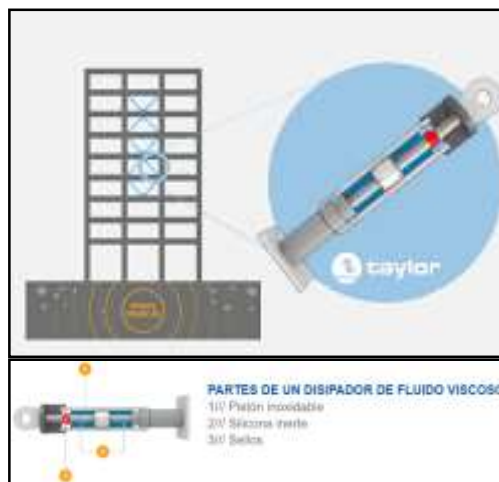 taylor
PARTES DE UN DISIPADOR DE FLUIDO VISCOSO
1/// Pistón inoxidable
2/// Silicona inerte
3/// Sellos